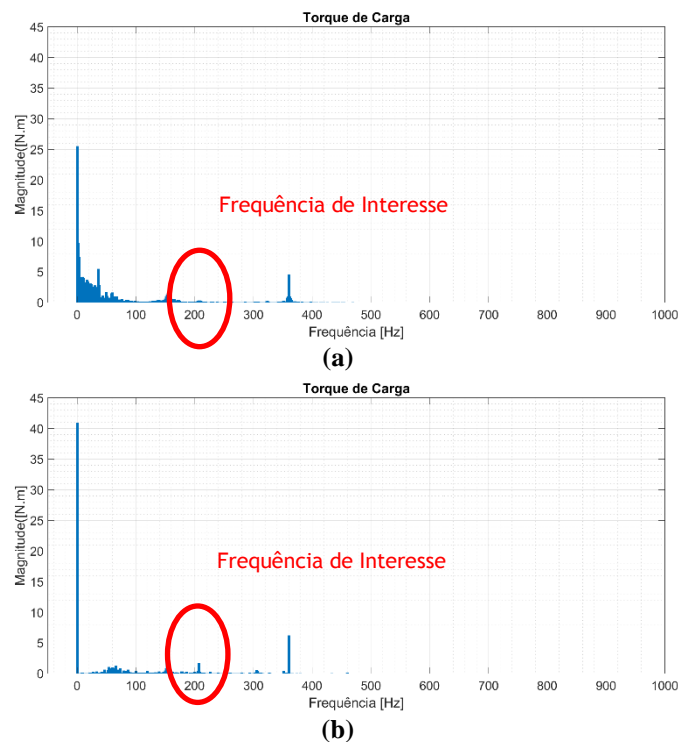 Torque de Carga
45
40
35
30
25
20
15
10
5
0
Magnitude([N.m]
Frequência de Interesse
0 100 200 300 400 500 600 700 800 900 1000
Frequência [Hz]
(a)
Torque de Carga
45
40
35
30
25
20
15
10
5
0
Magnitude([N.m]
Frequência de Interesse
0 100 200 300 400 500 600 700 800 900 1000
Frequência [Hz]
(b)